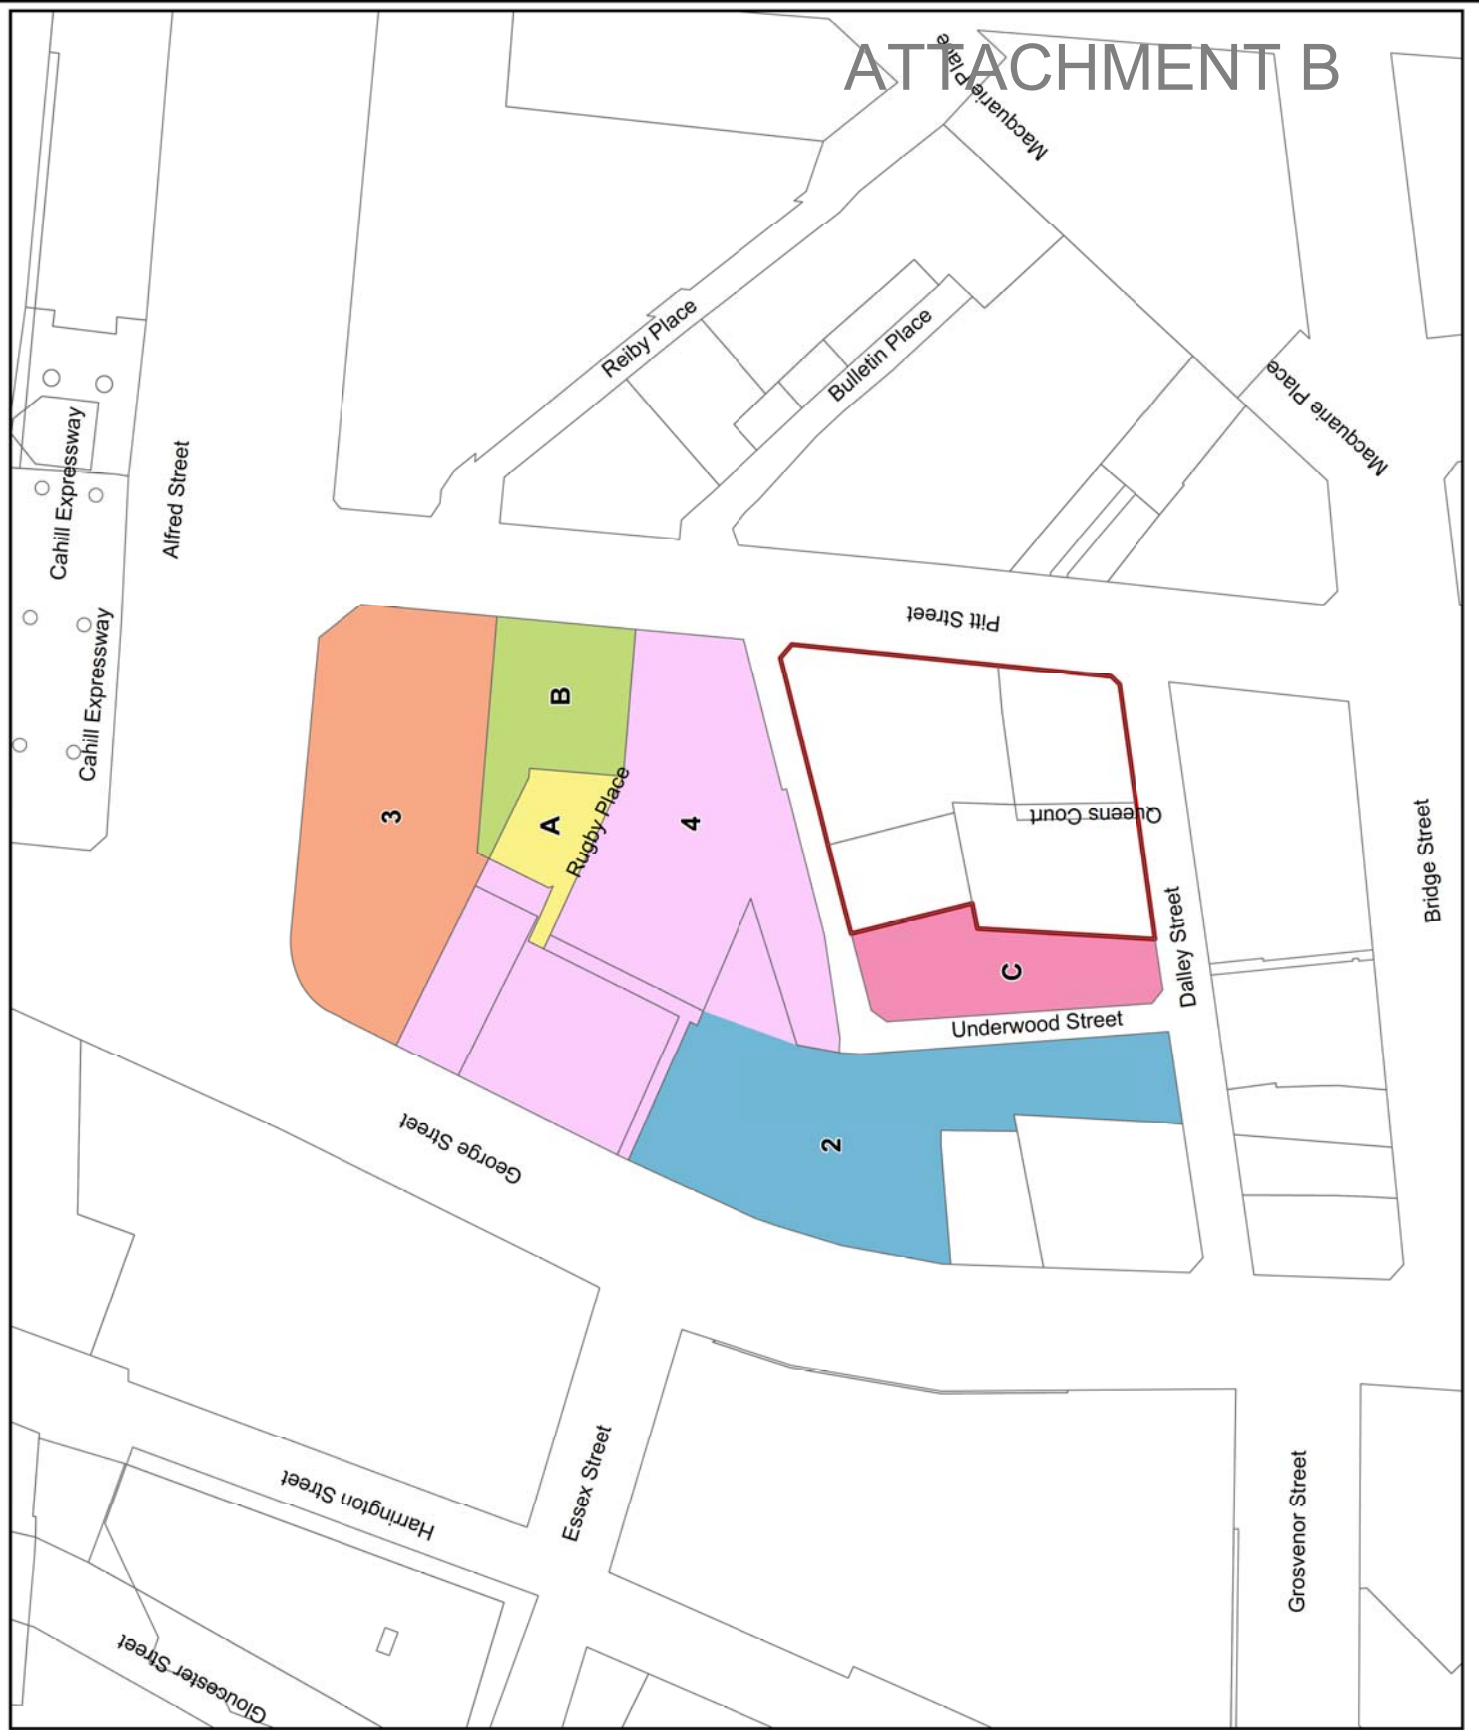 ATTACHMENT B
Macquarie Place
Reiby Place
Bulletin Place
Macquarie Place
Cahill Expressway
Alfred Street
Cahill Expressway
Pitt Street
B
3
A
Rugby Place
4
Queens Court
Bridge Street
C
Dalley Street
Underwood Street
George Street
2
Harrington Street
Essex Street
Grosvenor Street
Gloucester Street